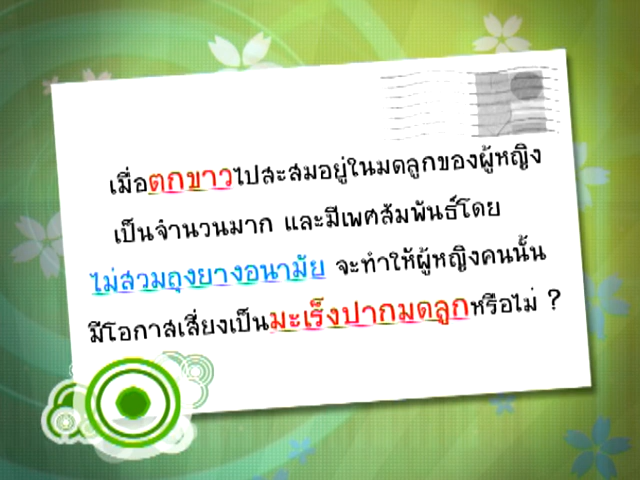 เมื่อตกขาวไปสะสมอยู่ในมดลูกของผู้หญิง
เป็นจำนวนมาก และมีเพศสัมพันธ์โดย
ไม่สวมถุงยางอนามัย จะทำให้ผู้หญิงคนนั้น
มีโอกาสเสี่ยงเป็นมะเร็งปากมดลูกหรือไม่ ?